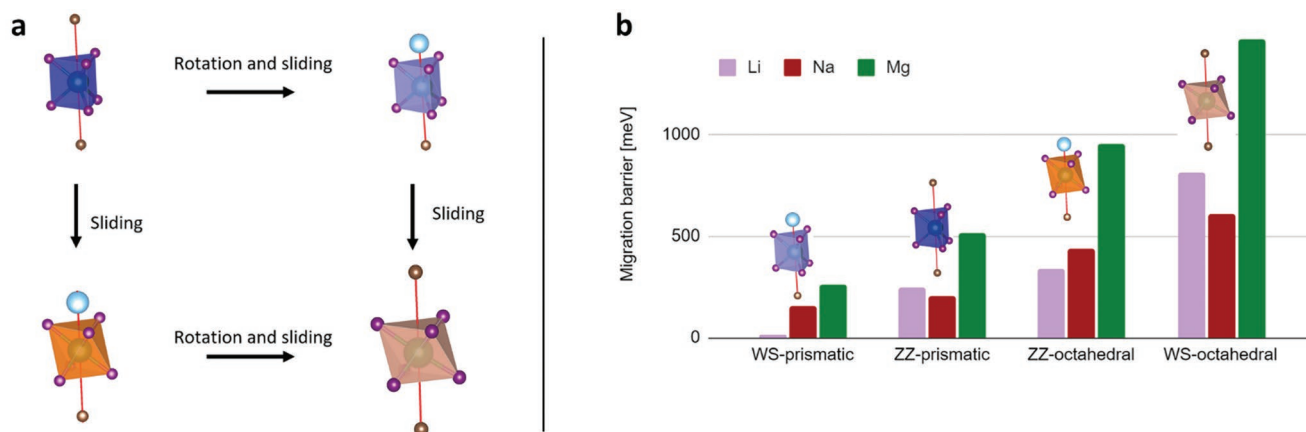 a
Rotation and sliding
Sliding
Sliding
Rotation and sliding
b
Li Na Mg
Migration barrier [meV]
1000
500
0
WS-prismatic ZZ-prismatic ZZ-octahedral WS-octahedral